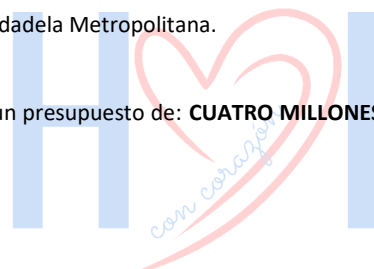 dadela Metropolitana.
un presupuesto de: CUATRO MILLONES
con corazón